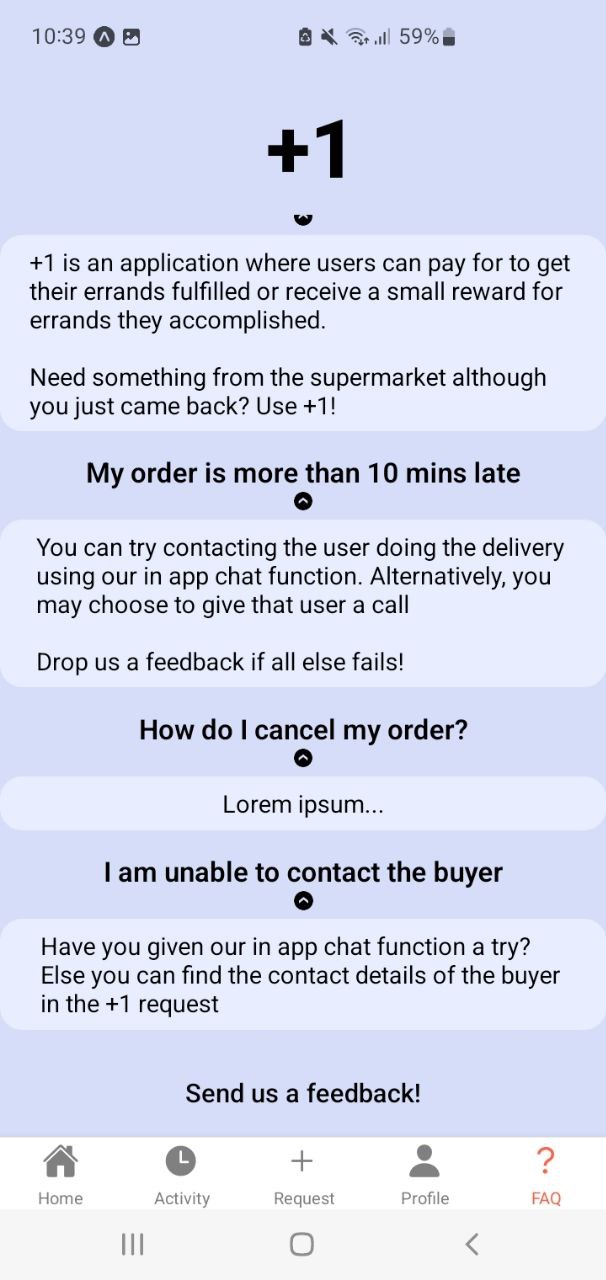 10:39
59%
+1
+1 is an application where users can pay for to get
their errands fulfilled or receive a small reward for
errands they accomplished.
Need something from the supermarket although
you just came back? Use +1!
My order is more than 10 mins late
You can try contacting the user doing the delivery
using our in app chat function. Alternatively, you
may choose to give that user a call
Drop us a feedback if all else fails!
How do I cancel my order?
Lorem ipsum...
I am unable to contact the buyer
Have you given our in app chat function a try?
Else you can find the contact details of the buyer
in the +1 request
Send us a feedback!
Home Activity Request Profile FAQ